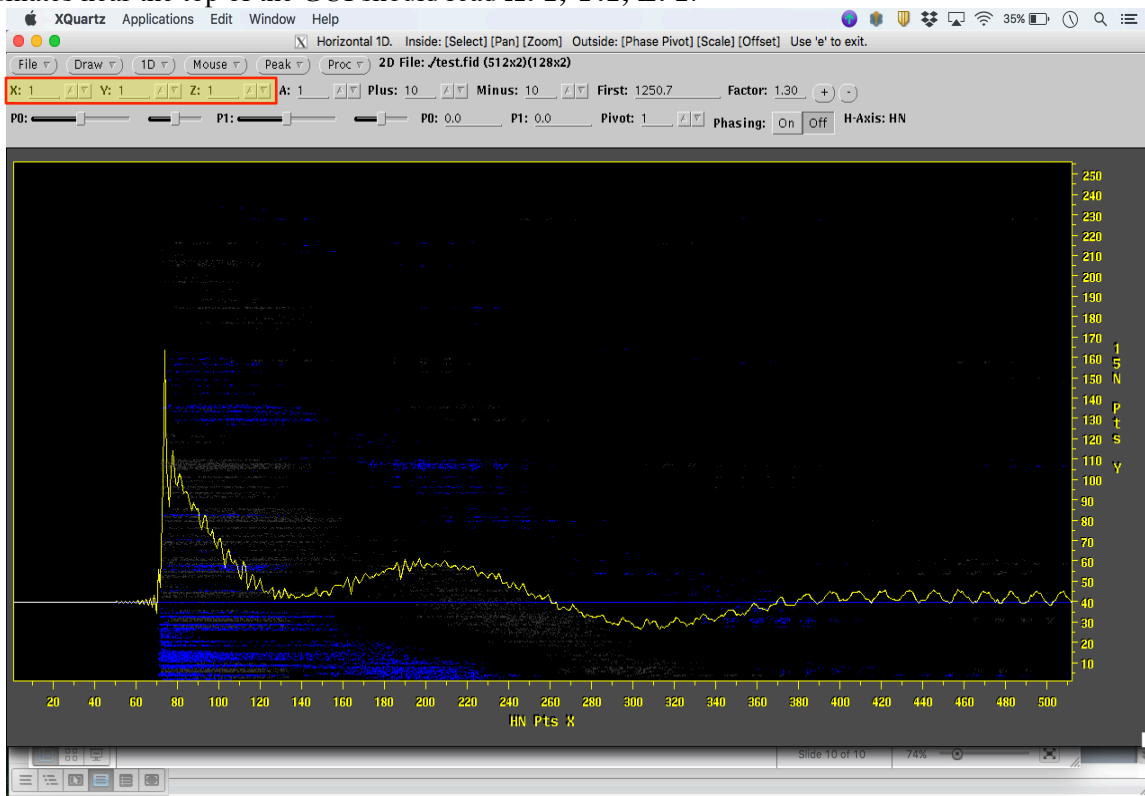 XQuartz Applications Edit Window Help 35%
Horizontal 1D. Inside: [Select] [Pan] [Zoom] Outside: [Phase Pivot] [Scale] [Offset] Use 'e' to exit.
File Draw 1D Mouse Peak Proc 2D File: ./test.fid (512x2)(128x2)
X: 1 Y: 1 Z: 1 A: 1 Plus: 10 Minus: 10 First: 1250.7 Factor: 1.30 + -
P0: P1: P0: 0.0 P1: 0.0 Pivot: 1 Phasing: On Off H-Axis: HN
250
240
230
220
210
200
190
180
170
160
150
140
130
120
110
100
90
80
70
60
50
40
30
20
10
15N Pts Y
20 40 60 80 100 120 140 160 180 200 220 240 260 280 300 320 340 360 380 400 420 440 460 480 500
HN Pts X
Slide 10 of 10 74%